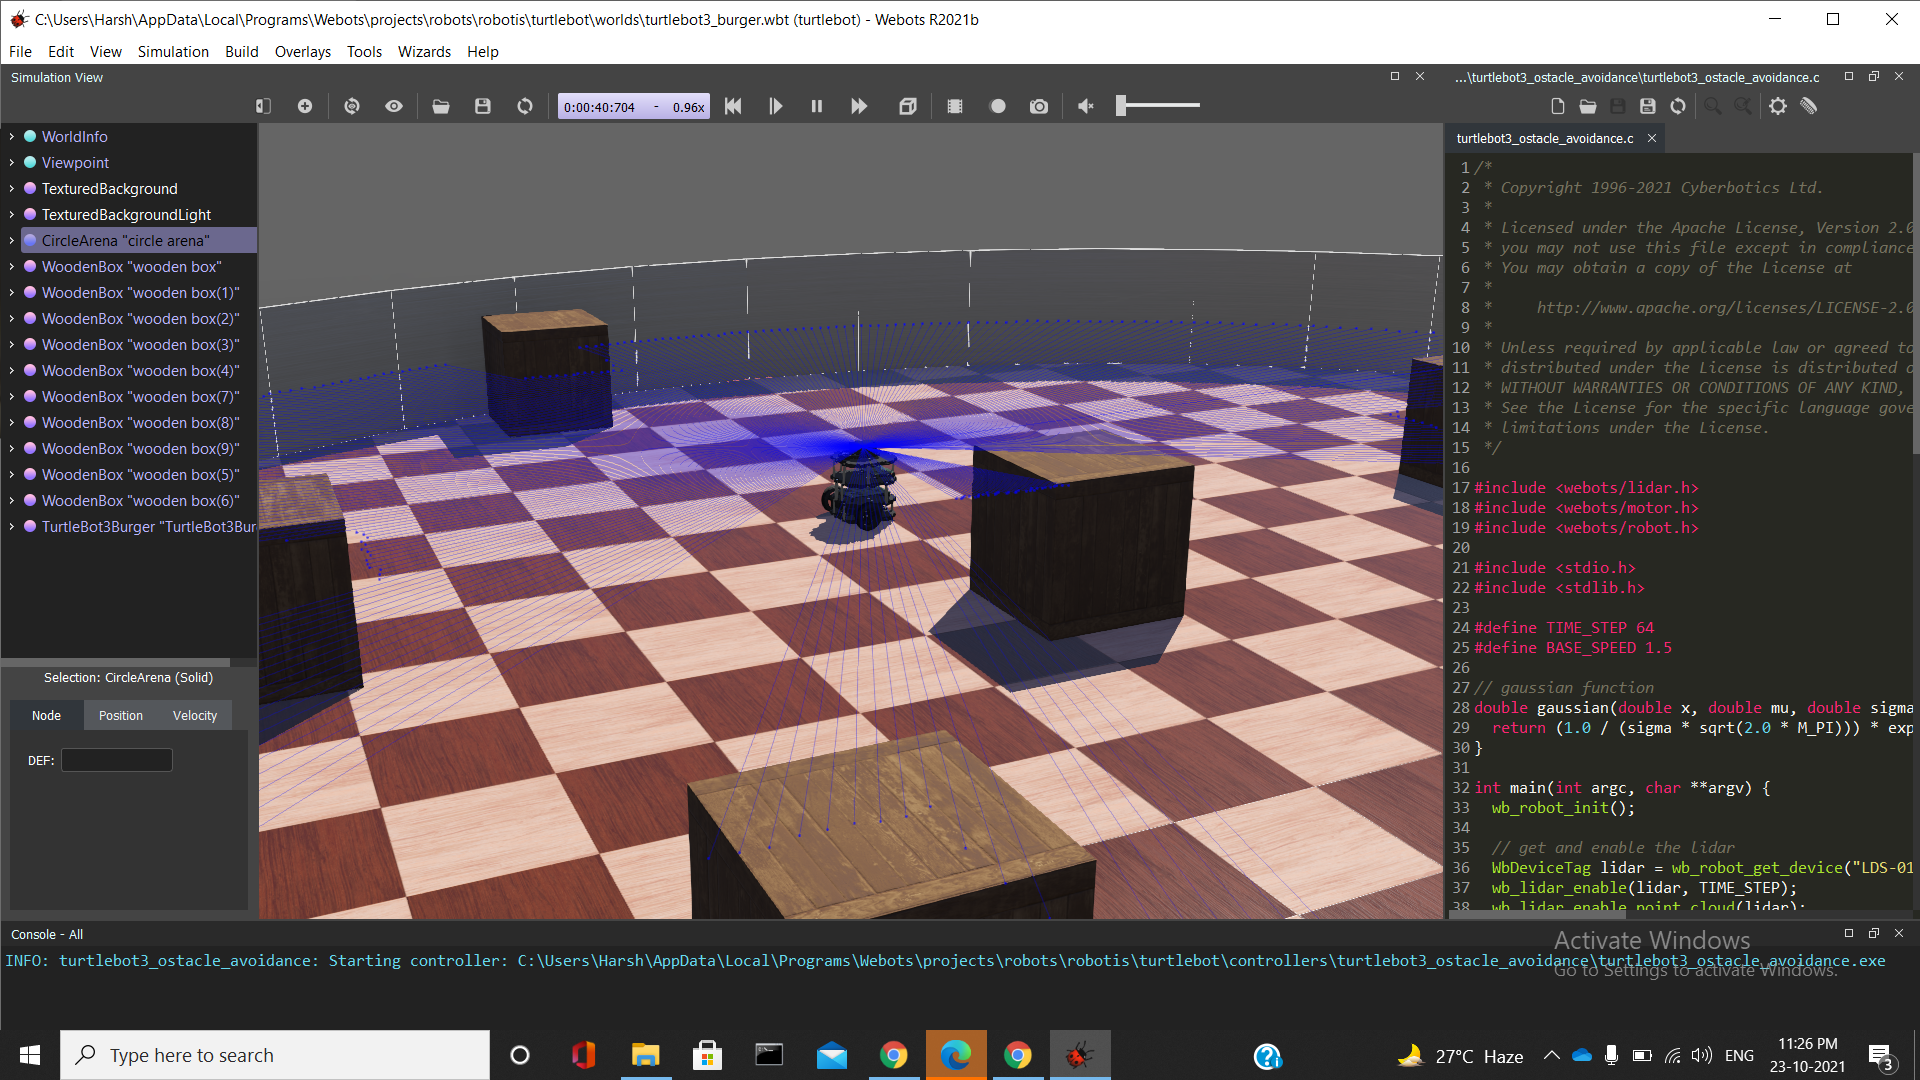 C:\Users\Harsh\AppData\Local\Programs\Webots\projects\robots\robotis\turtlebot\worlds\turtlebot3_burger.wbt (turtlebot) - Webots R2021b
File Edit View Simulation Build Overlays Tools Wizards Help
Simulation View
0:00:40:704 - 0.96x
WorldInfo
Viewpoint
TexturedBackground
TexturedBackgroundLight
CircleArena "circle arena"
WoodenBox "wooden box"
WoodenBox "wooden box(1)"
WoodenBox "wooden box(2)"
WoodenBox "wooden box(3)"
WoodenBox "wooden box(4)"
WoodenBox "wooden box(7)"
WoodenBox "wooden box(8)"
WoodenBox "wooden box(9)"
WoodenBox "wooden box(5)"
WoodenBox "wooden box(6)"
TurtleBot3Burger "TurtleBot3Bur
Selection: CircleArena (Solid)
Node Position Velocity
DEF:
...\turtlebot3_ostacle_avoidance\turtlebot3_ostacle_avoidance.c
turtlebot3_ostacle_avoidance.c
1 /*
2 * Copyright 1996-2021 Cyberbotics Ltd.
3 *
4 * Licensed under the Apache License, Version 2.0
5 * you may not use this file except in compliance
6 * You may obtain a copy of the License at
7 *
8 * http://www.apache.org/licenses/LICENSE-2.0
9 *
10 * Unless required by applicable law or agreed to
11 * distributed under the License is distributed o
12 * WITHOUT WARRANTIES OR CONDITIONS OF ANY KIND,
13 * See the License for the specific language gove
14 * limitations under the License.
15 */
16
17 #include <webots/lidar.h>
18 #include <webots/motor.h>
19 #include <webots/robot.h>
20
21 #include <stdio.h>
22 #include <stdlib.h>
23
24 #define TIME_STEP 64
25 #define BASE_SPEED 1.5
26
27 // gaussian function
28 double gaussian(double x, double mu, double sigma
29 return (1.0 / (sigma * sqrt(2.0 * M_PI))) * exp
30 }
31
32 int main(int argc, char **argv) {
33 wb_robot_init();
34
35 // get and enable the lidar
36 WbDeviceTag lidar = wb_robot_get_device("LDS-01
37 wb_lidar_enable(lidar, TIME_STEP);
38 wb_lidar_enable_point_cloud(lidar);
Console - All
INFO: turtlebot3_ostacle_avoidance: Starting controller: C:\Users\Harsh\AppData\Local\Programs\Webots\projects\robots\robotis\turtlebot\controllers\turtlebot3_ostacle_avoidance\turtlebot3_ostacle_avoidance.exe
Activate Windows
Go to Settings to activate Windows.
Type here to search
27°C Haze
ENG
11:26 PM
23-10-2021
3